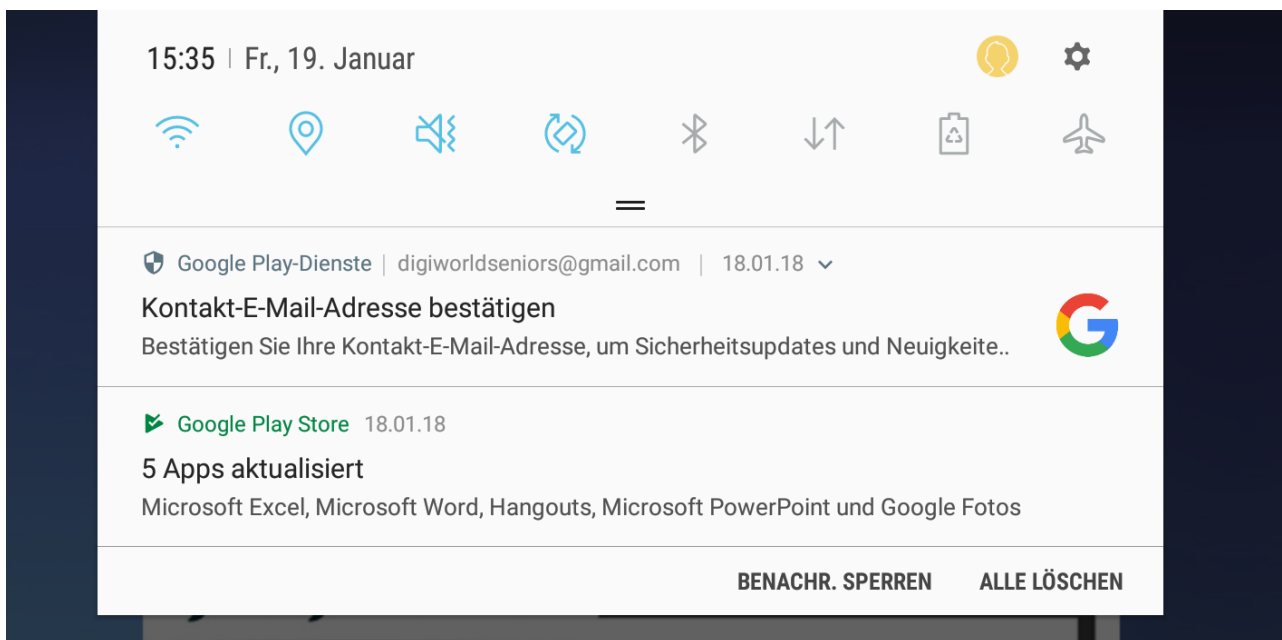 15:35 | Fr., 19. Januar
Google Play-Dienste | digiworldseniors@gmail.com | 18.01.18
Kontakt-E-Mail-Adresse bestätigen
Bestätigen Sie Ihre Kontakt-E-Mail-Adresse, um Sicherheitsupdates und Neuigkeite..
Google Play Store 18.01.18
5 Apps aktualisiert
Microsoft Excel, Microsoft Word, Hangouts, Microsoft PowerPoint und Google Fotos
BENACHR. SPERREN ALLE LÖSCHEN